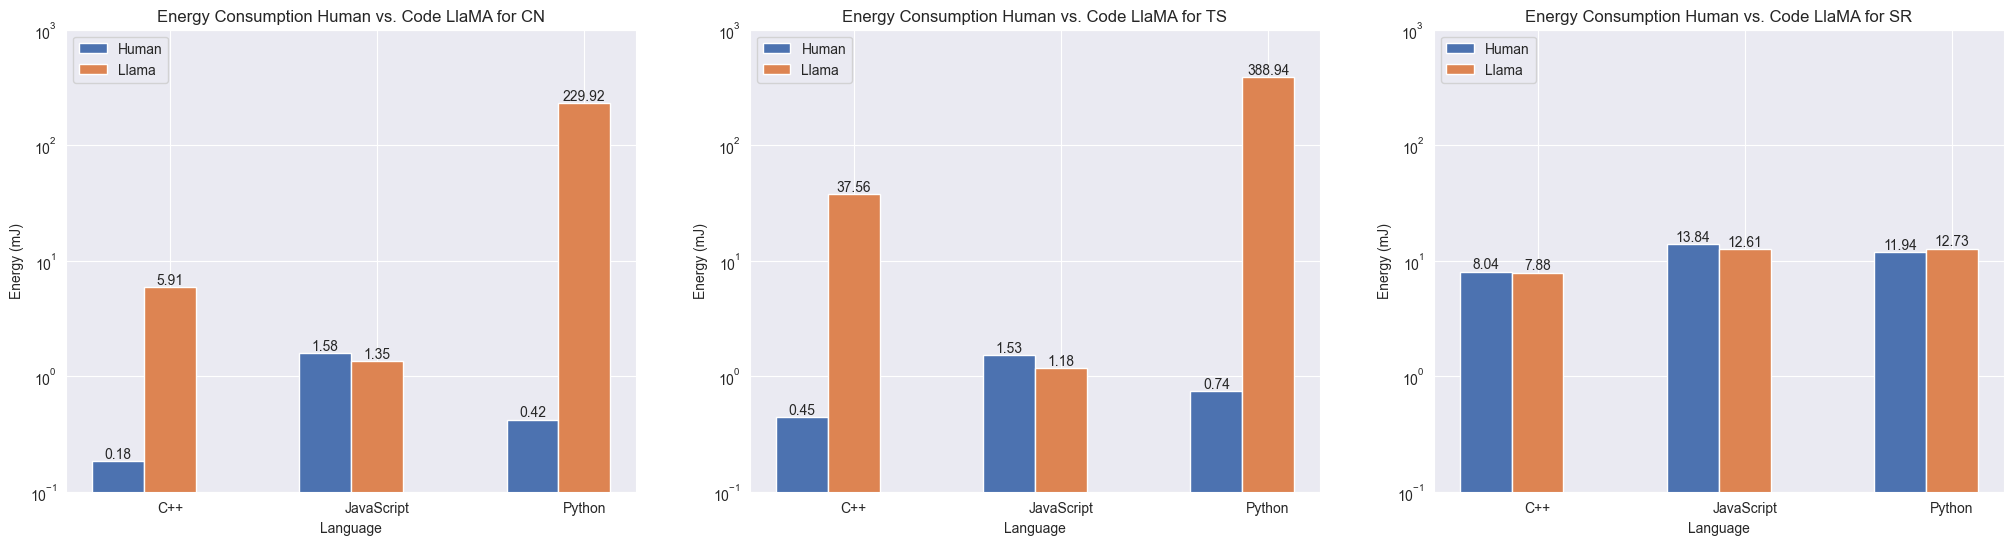 Energy Consumption Human vs. Code LlaMA for CN
Human
Llama
10^3
10^2
10^1
10^0
10^-1
Energy (mJ)
0.18
5.91
1.58
1.35
0.42
229.92
C++ JavaScript Python
Language
Energy Consumption Human vs. Code LlaMA for TS
Human
Llama
10^3
10^2
10^1
10^0
10^-1
Energy (mJ)
0.45
37.56
1.53
1.18
0.74
388.94
C++ JavaScript Python
Language
Energy Consumption Human vs. Code LlaMA for SR
Human
Llama
10^3
10^2
10^1
10^0
10^-1
Energy (mJ)
8.04
7.88
13.84
12.61
11.94
12.73
C++ JavaScript Python
Language